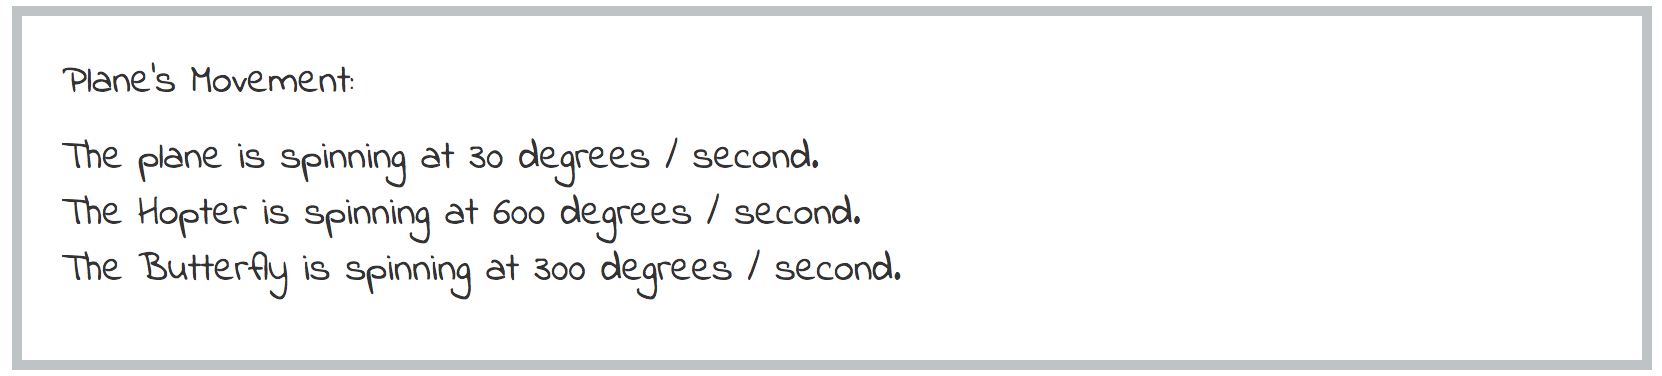 Plane's Movement:
The plane is spinning at 30 degrees / second.
The Hopter is spinning at 600 degrees / second.
The Butterfly is spinning at 300 degrees / second.